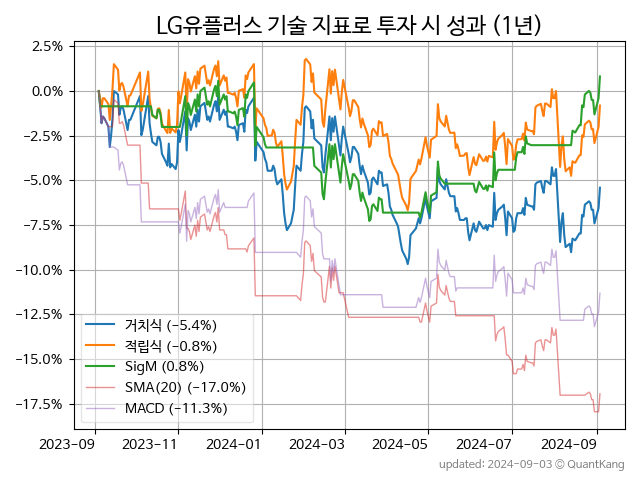 LG유플러스 기술 지표로 투자 시 성과 (1년)
2.5%
0.0%
−2.5%
−5.0%
−7.5%
−10.0%
−12.5%
−15.0%
−17.5%
거치식 (−5.4%)
적립식 (−0.8%)
SigM (0.8%)
SMA(20) (−17.0%)
MACD (−11.3%)
2023-09 2023-11 2024-01 2024-03 2024-05 2024-07 2024-09
updated: 2024-09-03 © QuantKang